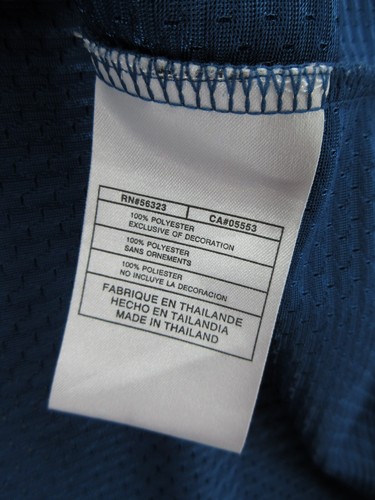 RN#56323 CA#05553
100% POLYESTER
EXCLUSIVE OF DECORATION
100% POLYESTER
SANS ORNEMENTS
100% POLIESTER
NO INCLUYE LA DECORACION
FABRIQUE EN THAILANDE
HECHO EN TAILANDIA
MADE IN THAILAND